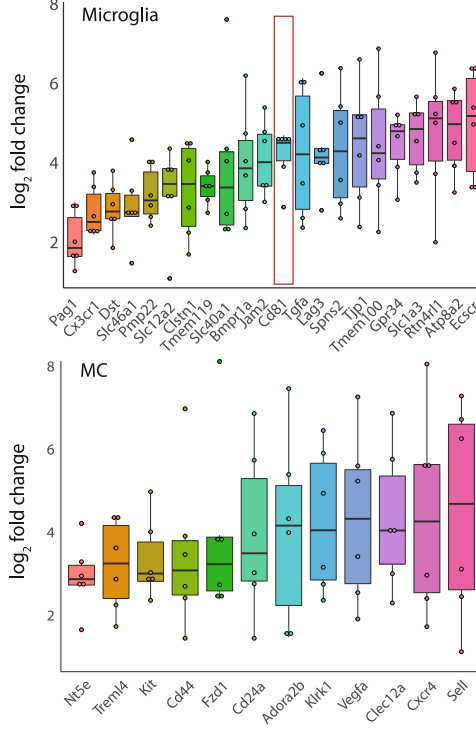 Microglia
log2 fold change
8
6
4
2
Pag1
Cx3cr1
Dst
Slc46a1
Pmp22
Slc12a2
Clstn1
Tmem119
Slc40a1
Bmpr1a
Jam2
Cd81
Tgfa
Lag3
Spns2
Tjp1
Tmem100
Gpr34
Slc1a3
Rtn4rl1
Atp8a2
Ecscr
MC
log2 fold change
8
6
4
2
Nt5e
Treml4
Kit
Cd44
Fzd1
Cd24a
Adora2b
Klrk1
Vegfa
Clec12a
Cxcr4
Sell